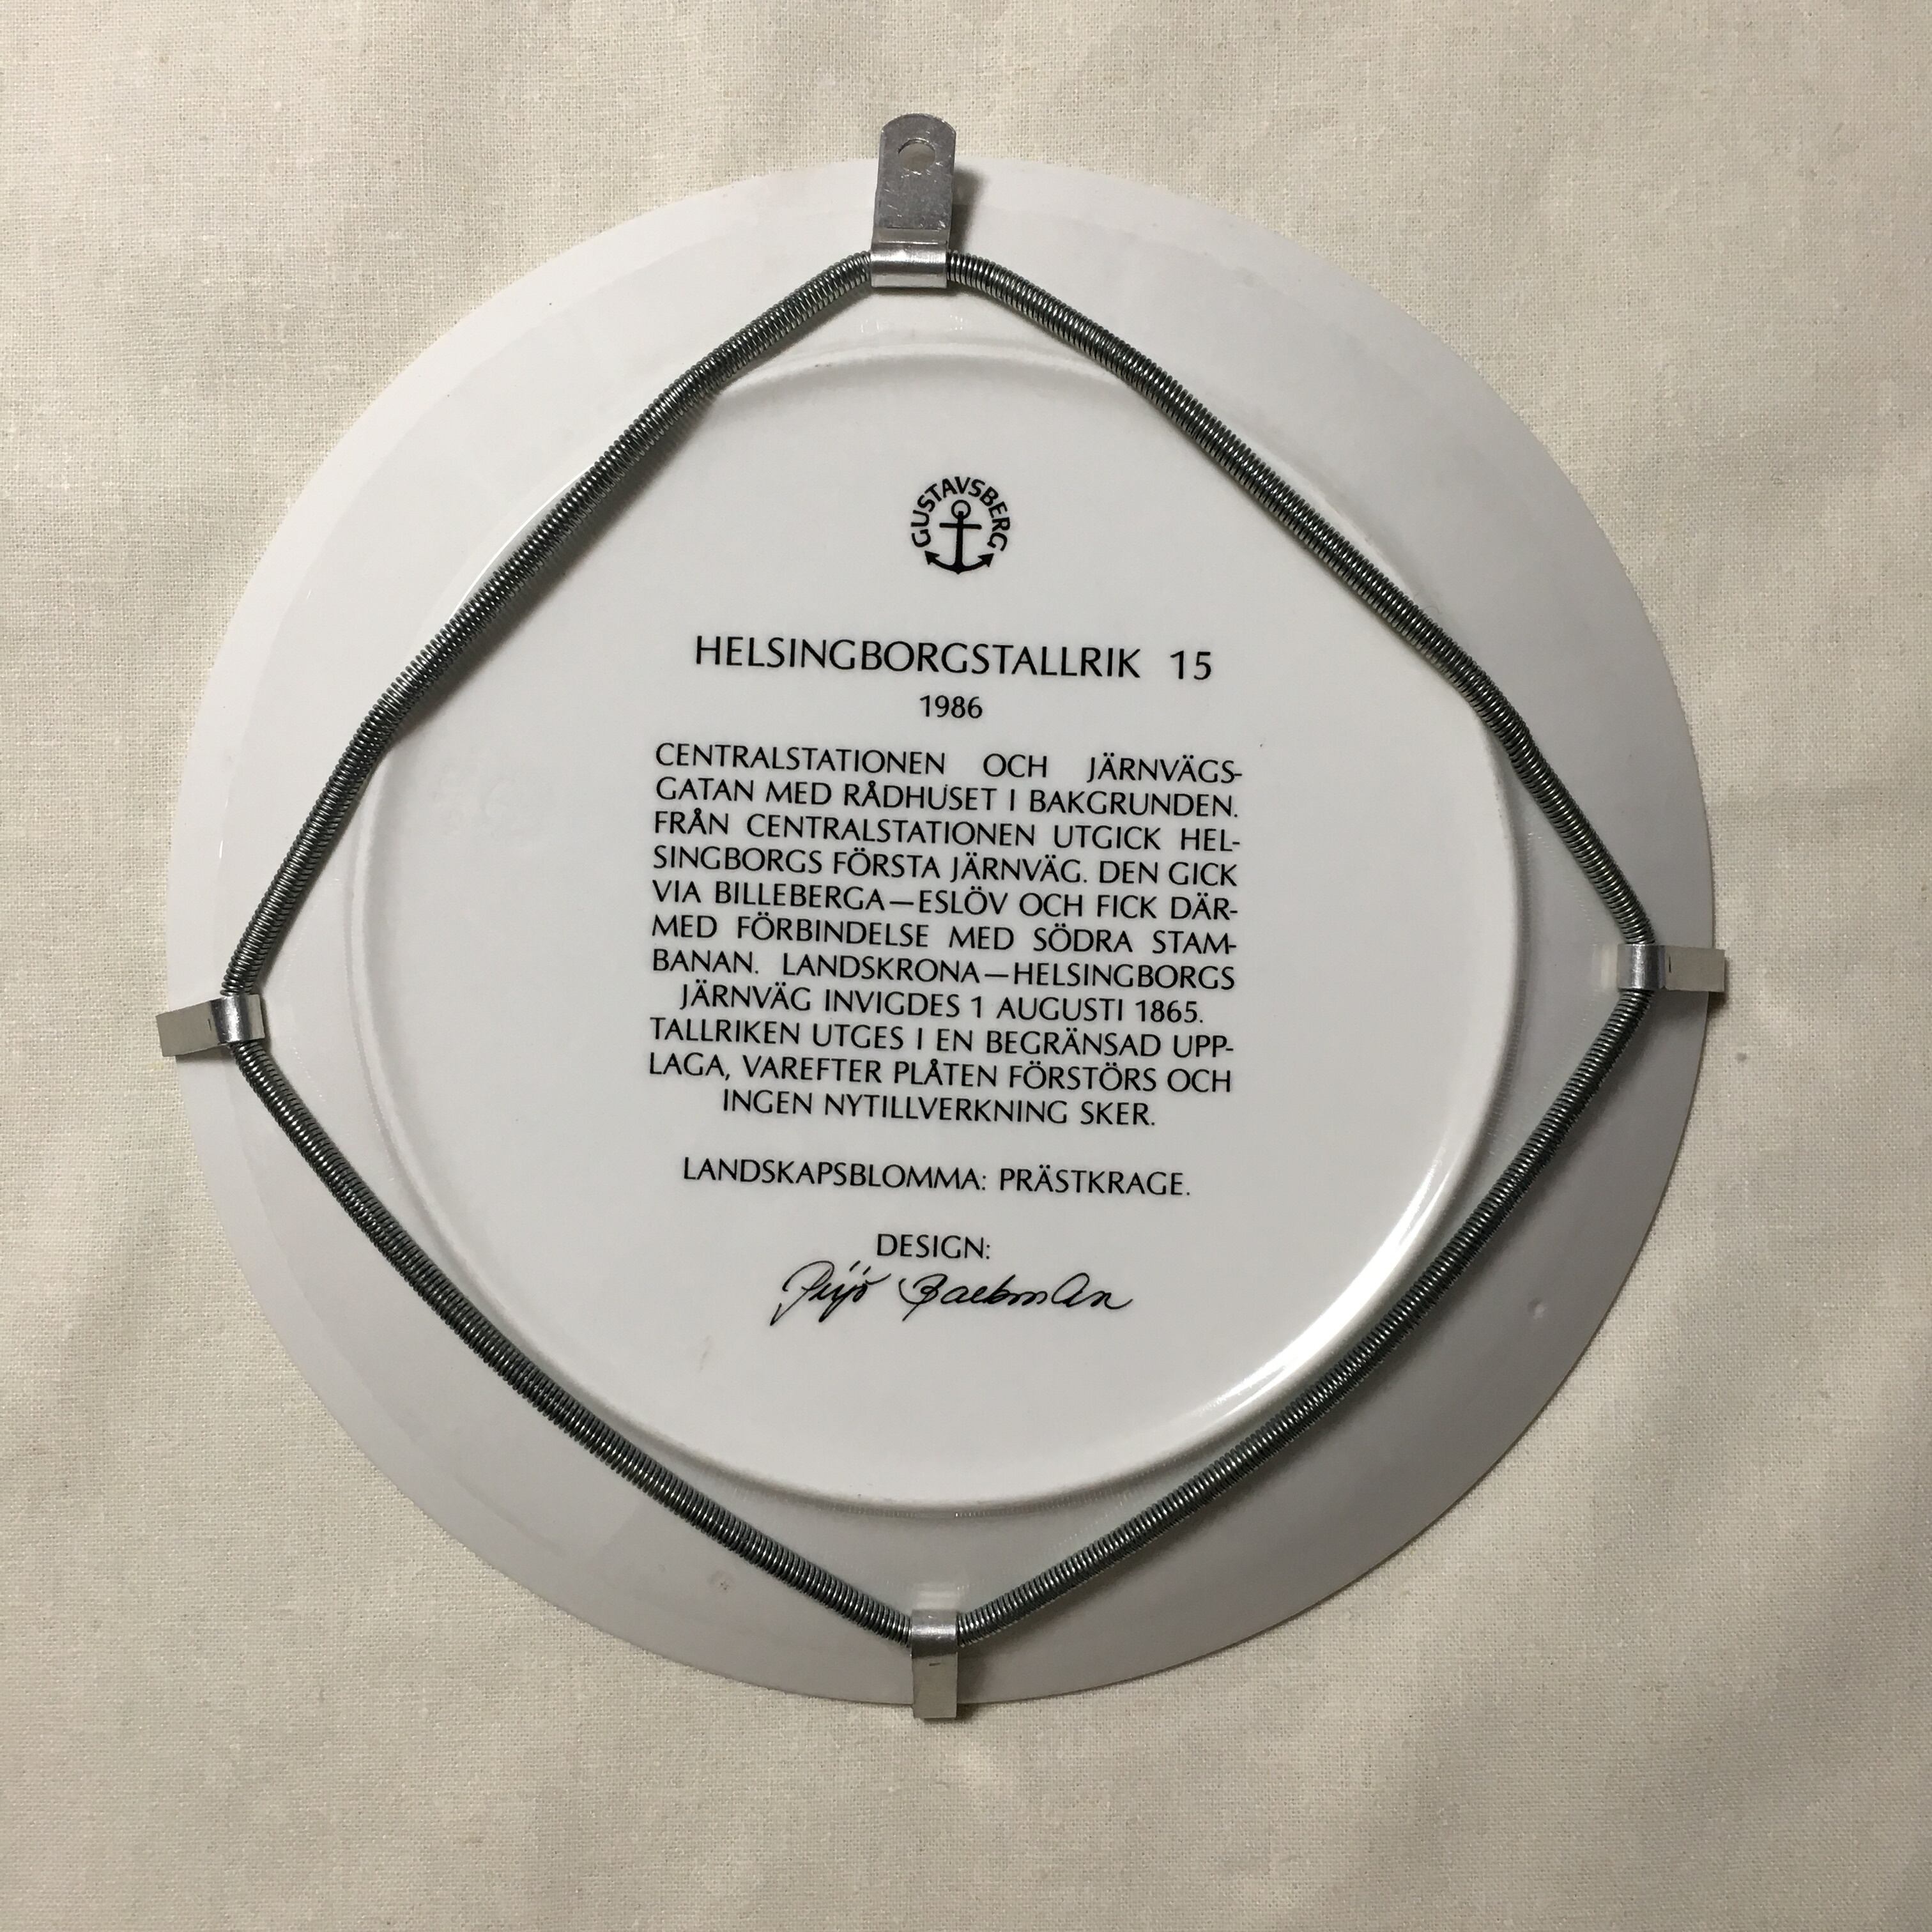 GUSTAVSBERG
HELSINGBORGSTALLRIK 15
1986
CENTRALSTATIONEN OCH JÄRNVÄGS-
GATAN MED RÅDHUSET I BAKGRUNDEN.
FRÅN CENTRALSTATIONEN UTGICK HEL-
SINGBORGS FÖRSTA JÄRNVÄG. DEN GICK
VIA BILLEBERGA—ESLÖV OCH FICK DÄR-
MED FÖRBINDELSE MED SÖDRA STAM-
BANAN. LANDSKRONA—HELSINGBORGS
JÄRNVÄG INVIGDES 1 AUGUSTI 1865.
TALLRIKEN UTGES I EN BEGRÄNSAD UPP-
LAGA, VAREFTER PLÅTEN FÖRSTÖRS OCH
INGEN NYTILLVERKNING SKER.
LANDSKAPSBLOMMA: PRÄSTKRAGE.
DESIGN:
Backman